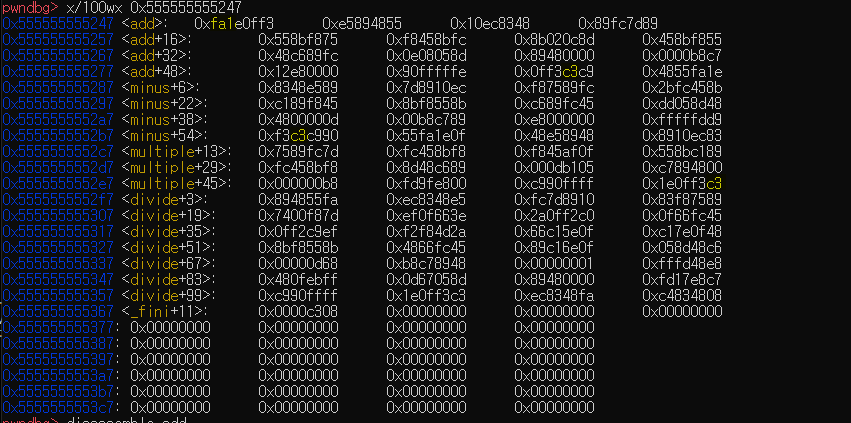 pwndbg> x/100wx 0x555555555247
0x555555555247 <add>: 0xfa1e0ff3 0xe5894855 0x10ec8348 0x89fc7d89
0x555555555257 <add+16>: 0x558bf875 0xf8458bfc 0x8b020c8d 0x458bf855
0x555555555267 <add+32>: 0x48c689fc 0x0e08058d 0x89480000 0x0000b8c7
0x555555555277 <add+48>: 0x12e80000 0x90fffffe 0x0ff3c3c9 0x4855fa1e
0x555555555287 <minus+6>: 0x8348e589 0x7d8910ec 0xf87589fc 0x2bfc458b
0x555555555297 <minus+22>: 0xc189f845 0x8bf8558b 0xc689fc45 0xdd058d48
0x5555555552a7 <minus+38>: 0x4800000d 0x00b8c789 0xe8000000 0xfffffdd9
0x5555555552b7 <minus+54>: 0xf3c3c990 0x55fa1e0f 0x48e58948 0x8910ec83
0x5555555552c7 <multiple+13>: 0x7589fc7d 0xfc458bf8 0xf845af0f 0x558bc189
0x5555555552d7 <multiple+29>: 0xfc458bf8 0x8d48c689 0x000db105 0xc7894800
0x5555555552e7 <multiple+45>: 0x000000b8 0xfd9fe800 0xc990ffff 0x1e0ff3c3
0x5555555552f7 <divide+3>: 0x894855fa 0xec8348e5 0xfc7d8910 0x83f87589
0x555555555307 <divide+19>: 0x7400f87d 0xef0f663e 0x2a0ff2c0 0x0f66fc45
0x555555555317 <divide+35>: 0x0ff2c9ef 0xf2f84d2a 0x66c15e0f 0xc17e0f48
0x555555555327 <divide+51>: 0x8bf8558b 0x4866fc45 0x89c16e0f 0x058d48c6
0x555555555337 <divide+67>: 0x00000d68 0xb8c78948 0x00000001 0xfffd48e8
0x555555555347 <divide+83>: 0x480febff 0x0d67058d 0x89480000 0xfd17e8c7
0x555555555357 <divide+99>: 0xc990ffff 0x1e0ff3c3 0xec8348fa 0xc4834808
0x555555555367 <_fini+11>: 0x0000c308 0x00000000 0x00000000 0x00000000
0x555555555377: 0x00000000 0x00000000 0x00000000 0x00000000
0x555555555387: 0x00000000 0x00000000 0x00000000 0x00000000
0x555555555397: 0x00000000 0x00000000 0x00000000 0x00000000
0x5555555553a7: 0x00000000 0x00000000 0x00000000 0x00000000
0x5555555553b7: 0x00000000 0x00000000 0x00000000 0x00000000
0x5555555553c7: 0x00000000 0x00000000 0x00000000 0x00000000
pwndbg> disassemble add